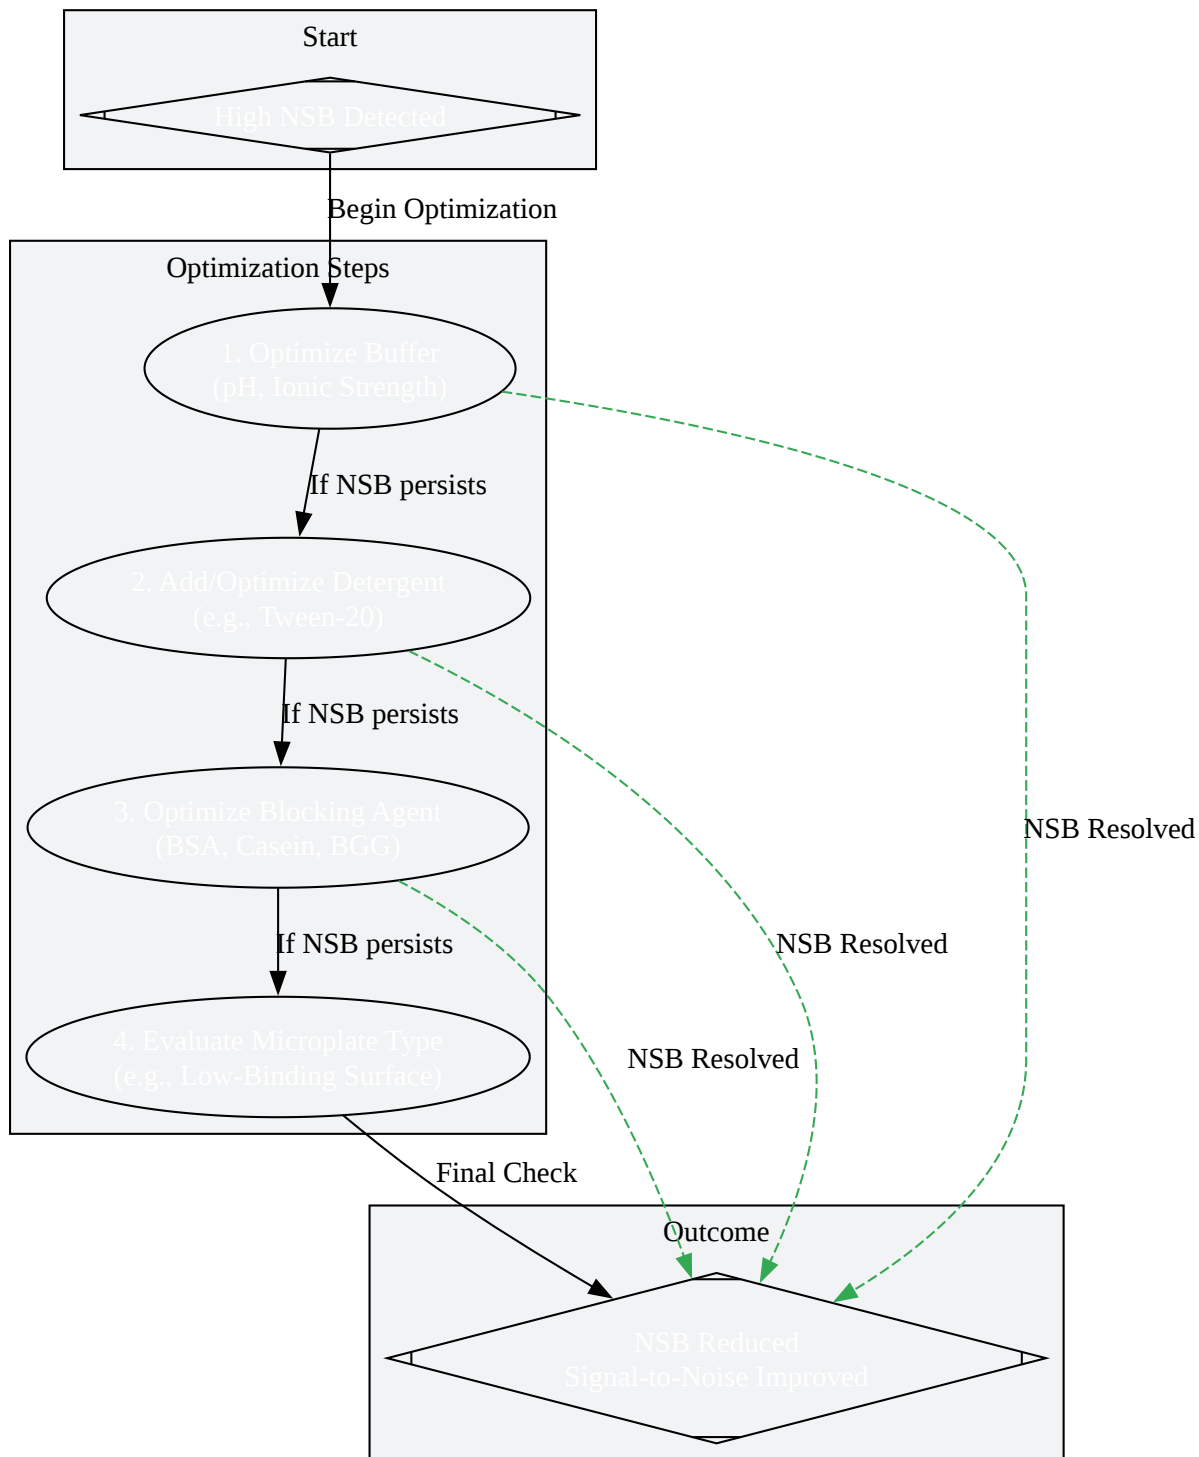 Start
High NSB Detected
Begin Optimization
Optimization Steps
1. Optimize Buffer
(pH, Ionic Strength)
If NSB persists
2. Add/Optimize Detergent
(e.g., Tween-20)
If NSB persists
3. Optimize Blocking Agent
(BSA, Casein, BGG)
NSB Resolved
If NSB persists
NSB Resolved
4. Evaluate Microplate Type
(e.g., Low-Binding Surface)
NSB Resolved
Final Check
Outcome
NSB Reduced
Signal-to-Noise Improved